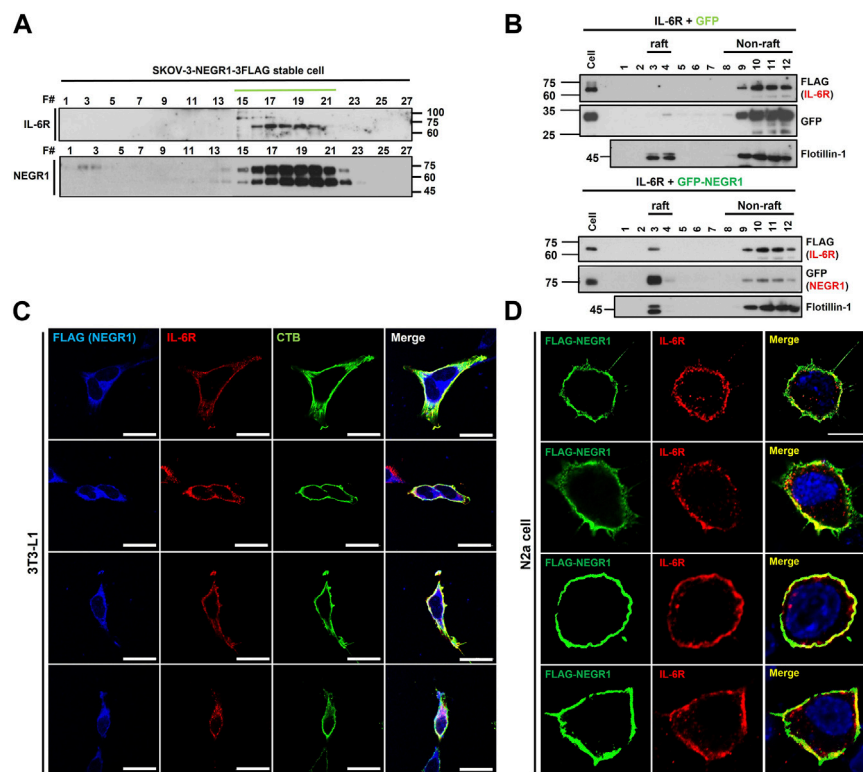 A
SKOV-3-NEGR1-3FLAG stable cell
F# 1 3 5 7 9 11 13 15 17 19 21 23 25 27
IL-6R
100
75
60
F# 1 3 5 7 9 11 13 15 17 19 21 23 25 27
NEGR1
75
60
45
B
IL-6R + GFP
raft Non-raft
Cell 1 2 3 4 5 6 7 8 9 10 11 12
75
60
FLAG
(IL-6R)
35
25
GFP
45
Flotillin-1
IL-6R + GFP-NEGR1
raft Non-raft
Cell 1 2 3 4 5 6 7 8 9 10 11 12
75
60
FLAG
(IL-6R)
75
GFP
(NEGR1)
45
Flotillin-1
C
3T3-L1
FLAG (NEGR1) IL-6R CTB Merge
D
N2a cell
FLAG-NEGR1 IL-6R Merge
FLAG-NEGR1 IL-6R Merge
FLAG-NEGR1 IL-6R Merge
FLAG-NEGR1 IL-6R Merge